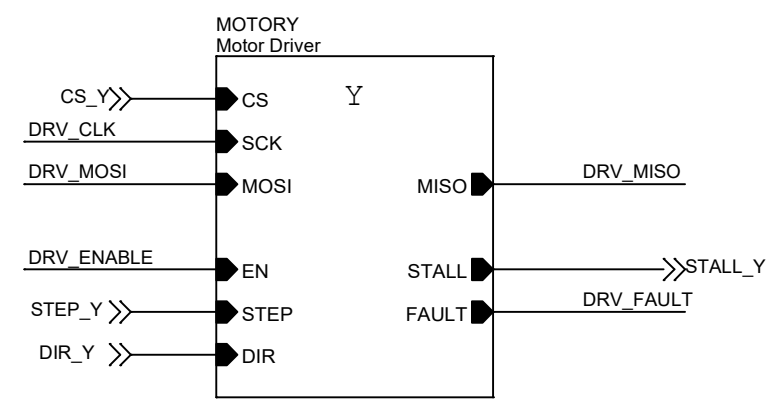 MOTORY
Motor Driver
Y
CS_Y
CS
DRV_CLK
SCK
DRV_MOSI
MOSI
MISO
DRV_MISO
DRV_ENABLE
EN
STALL
STALL_Y
STEP_Y
STEP
FAULT
DRV_FAULT
DIR_Y
DIR